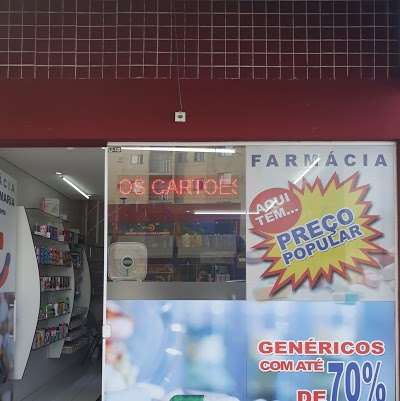 FARMÁCIA
OS CARTOES
AQUI
TEM...
PREÇO
POPULAR
GENÉRICOS
COM ATÉ
DE 70%